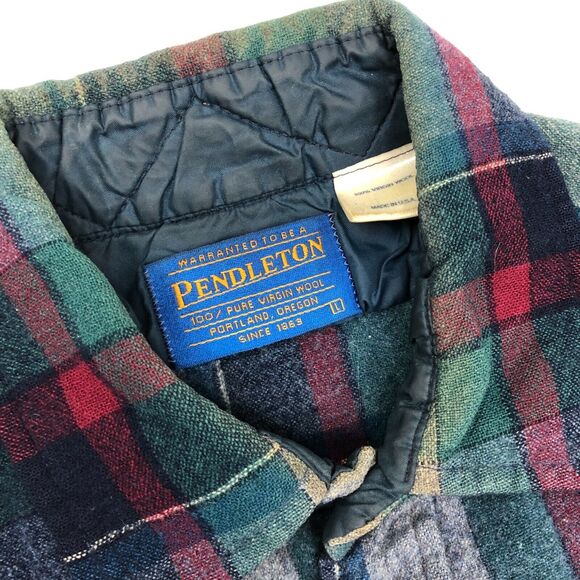 WARRANTED TO BE A
PENDLETON
100% PURE VIRGIN WOOL
PORTLAND, OREGON
SINCE 1863
L
100% VIRGIN WOOL
MADE IN U.S.A.